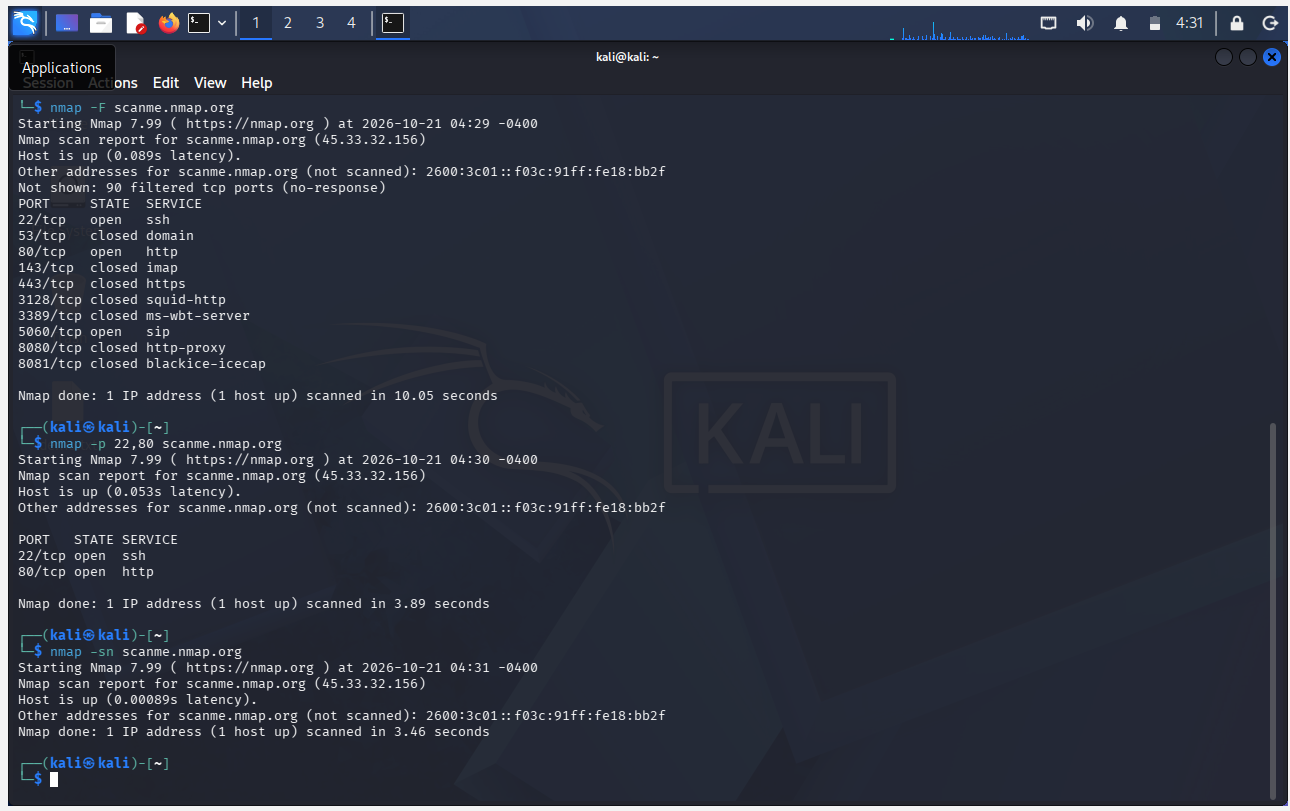 1 2 3 4 4:31
kali@kali: ~
Applications
Session Actions Edit View Help
└─$ nmap -F scanme.nmap.org
Starting Nmap 7.99 ( https://nmap.org ) at 2026-10-21 04:29 -0400
Nmap scan report for scanme.nmap.org (45.33.32.156)
Host is up (0.089s latency).
Other addresses for scanme.nmap.org (not scanned): 2600:3c01::f03c:91ff:fe18:bb2f
Not shown: 90 filtered tcp ports (no-response)
PORT     STATE  SERVICE
22/tcp   open   ssh
53/tcp   closed domain
80/tcp   open   http
143/tcp  closed imap
443/tcp  closed https
3128/tcp closed squid-http
3389/tcp closed ms-wbt-server
5060/tcp open   sip
8080/tcp closed http-proxy
8081/tcp closed blackice-icecap
Nmap done: 1 IP address (1 host up) scanned in 10.05 seconds
┌──(kali㉿kali)-[~]
└─$ nmap -p 22,80 scanme.nmap.org
Starting Nmap 7.99 ( https://nmap.org ) at 2026-10-21 04:30 -0400
Nmap scan report for scanme.nmap.org (45.33.32.156)
Host is up (0.053s latency).
Other addresses for scanme.nmap.org (not scanned): 2600:3c01::f03c:91ff:fe18:bb2f
PORT   STATE SERVICE
22/tcp open  ssh
80/tcp open  http
Nmap done: 1 IP address (1 host up) scanned in 3.89 seconds
┌──(kali㉿kali)-[~]
└─$ nmap -sn scanme.nmap.org
Starting Nmap 7.99 ( https://nmap.org ) at 2026-10-21 04:31 -0400
Nmap scan report for scanme.nmap.org (45.33.32.156)
Host is up (0.00089s latency).
Other addresses for scanme.nmap.org (not scanned): 2600:3c01::f03c:91ff:fe18:bb2f
Nmap done: 1 IP address (1 host up) scanned in 3.46 seconds
┌──(kali㉿kali)-[~]
└─$
KALI